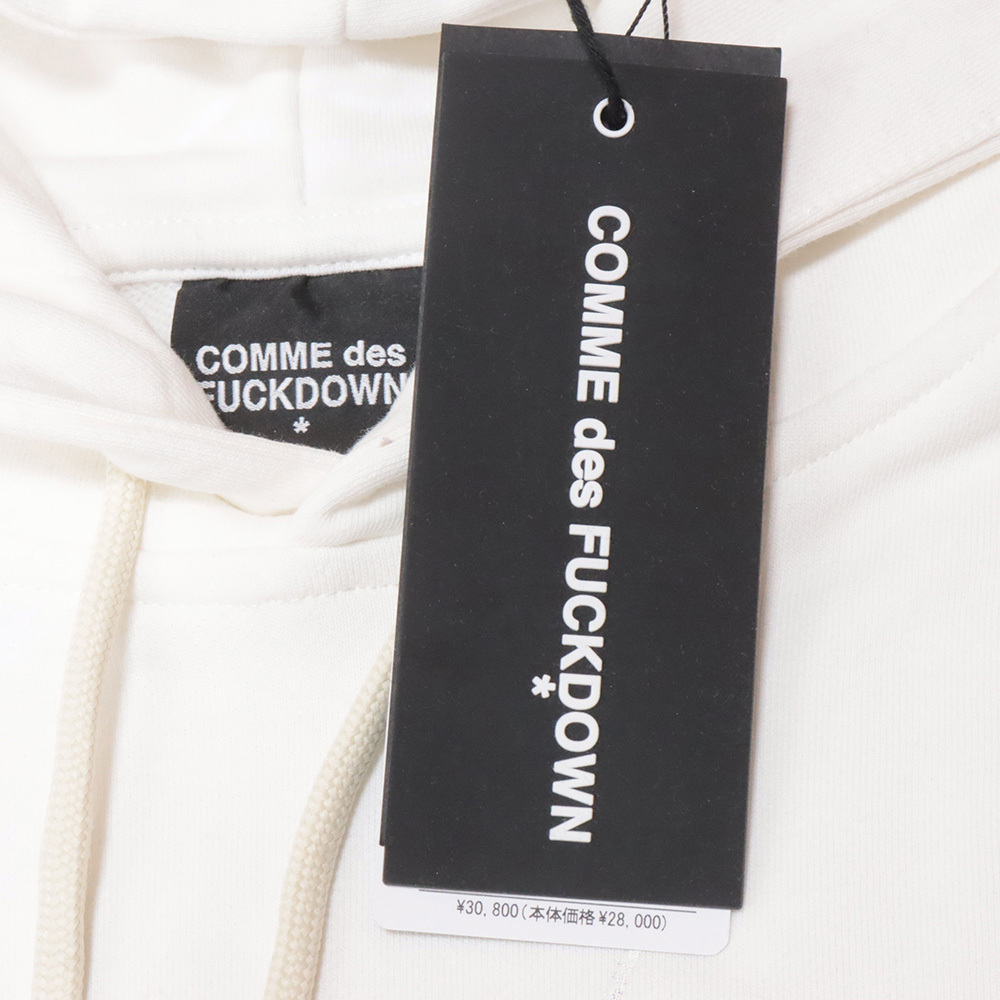 COMME des
FUCKDOWN
*
COMME des FUCKDOWN
*
¥30,800(本体価格¥28,000)